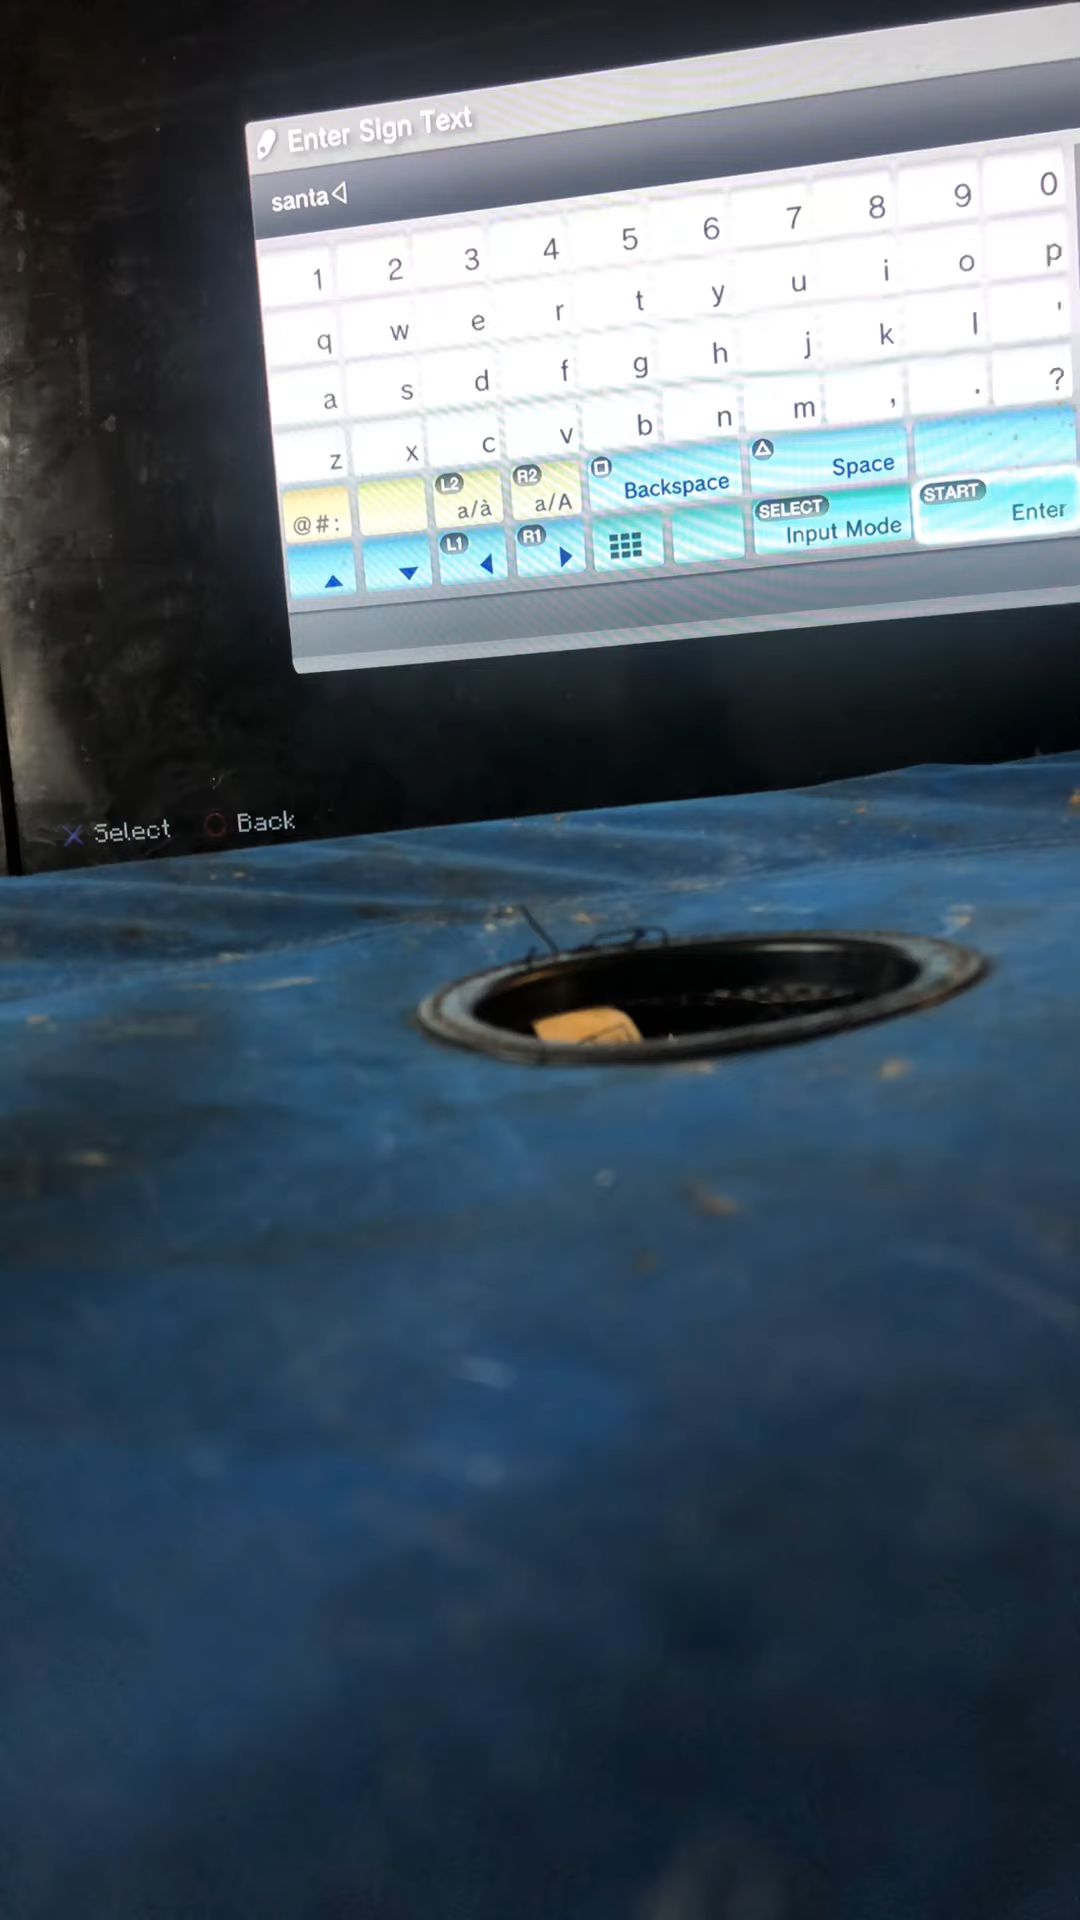 Enter Sign Text
santa
1 2 3 4 5 6 7 8 9 0
q w e r t y u i o p
a s d f g h j k l '
z x c v b n m , . ?
@#: L2 a/à R2 a/A Backspace Space
L1 R1 SELECT Input Mode START Enter
Select Back